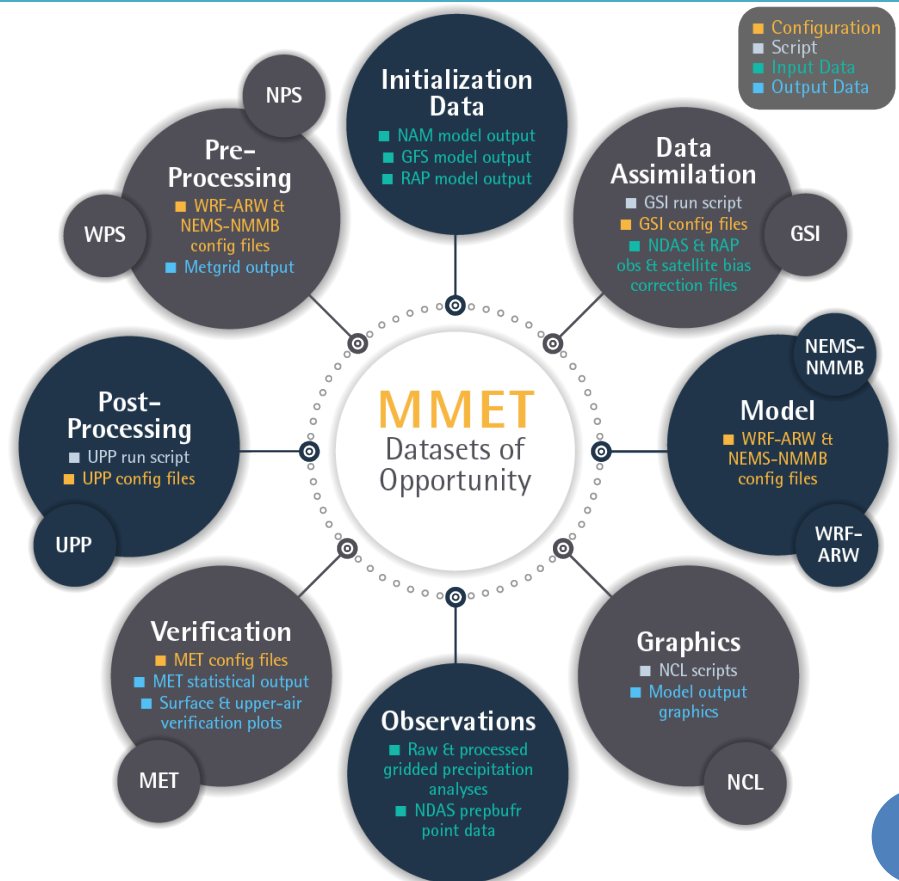 Configuration
Script
Input Data
Output Data
Initialization
Data
NAM model output
GFS model output
RAP model output
NPS
Pre-
Processing
WRF-ARW &
NEMS-NMMB
config files
Metgrid output
WPS
Data
Assimilation
GSI run script
GSI config files
NDAS & RAP
obs & satellite bias
correction files
GSI
MMET
Datasets of
Opportunity
Post-
Processing
UPP run script
UPP config files
UPP
NEMS-
NMMB
Model
WRF-ARW &
NEMS-NMMB
config files
WRF-
ARW
Verification
MET config files
MET statistical output
Surface & upper-air
verification plots
MET
Observations
Raw & processed
gridded precipitation
analyses
NDAS prepbufr
point data
Graphics
NCL scripts
Model output
graphics
NCL